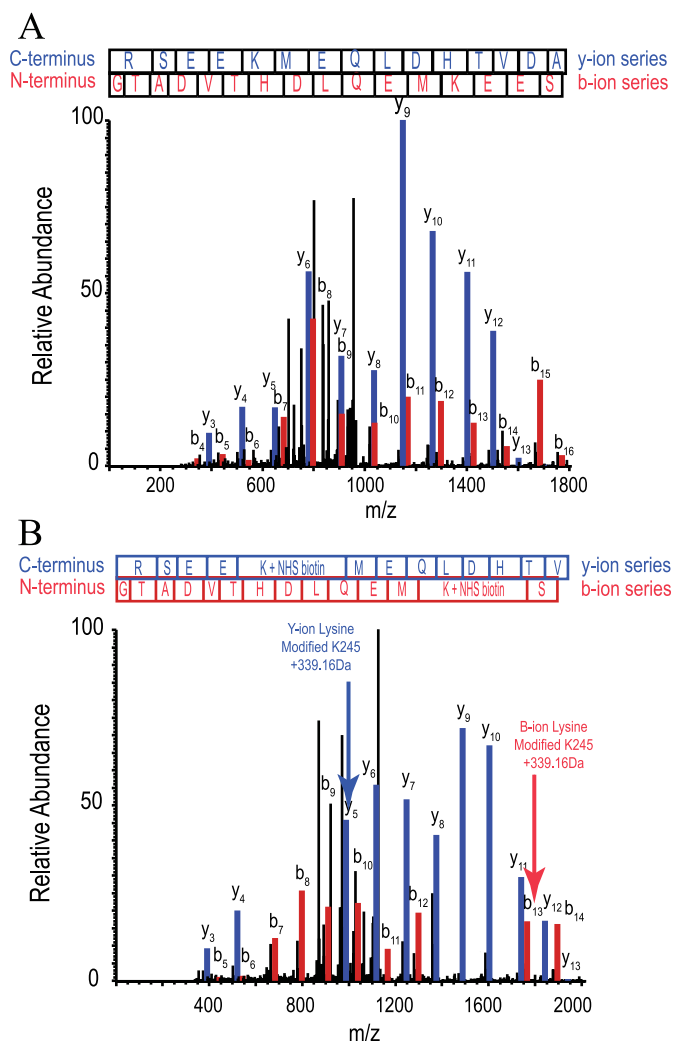 A
C-terminus R S E E K M E Q L D H T V D A y-ion series
N-terminus G T A D V T H D L Q E M K E E S b-ion series
100
50
0
Relative Abundance
y9
y10
y6
y11
b8
y12
y7
b9
y8
y4
y5
b7
b11
b12
b15
y3
b4
b5
b6
b10
b13
b14
y13
b16
200 600 1000 1400 1800
m/z
B
C-terminus R S E E K + NHS biotin M E Q L D H T V y-ion series
N-terminus G T A D V T H D L Q E M K + NHS biotin S b-ion series
100
50
0
Relative Abundance
Y-ion Lysine
Modified K245
+339.16Da
B-ion Lysine
Modified K245
+339.16Da
y9
y10
b9
y6
y5
y7
y8
b10
b8
y11
y4
b12
b13
y12
b14
y3
b5
b6
b7
b11
y13
400 800 1200 1600 2000
m/z